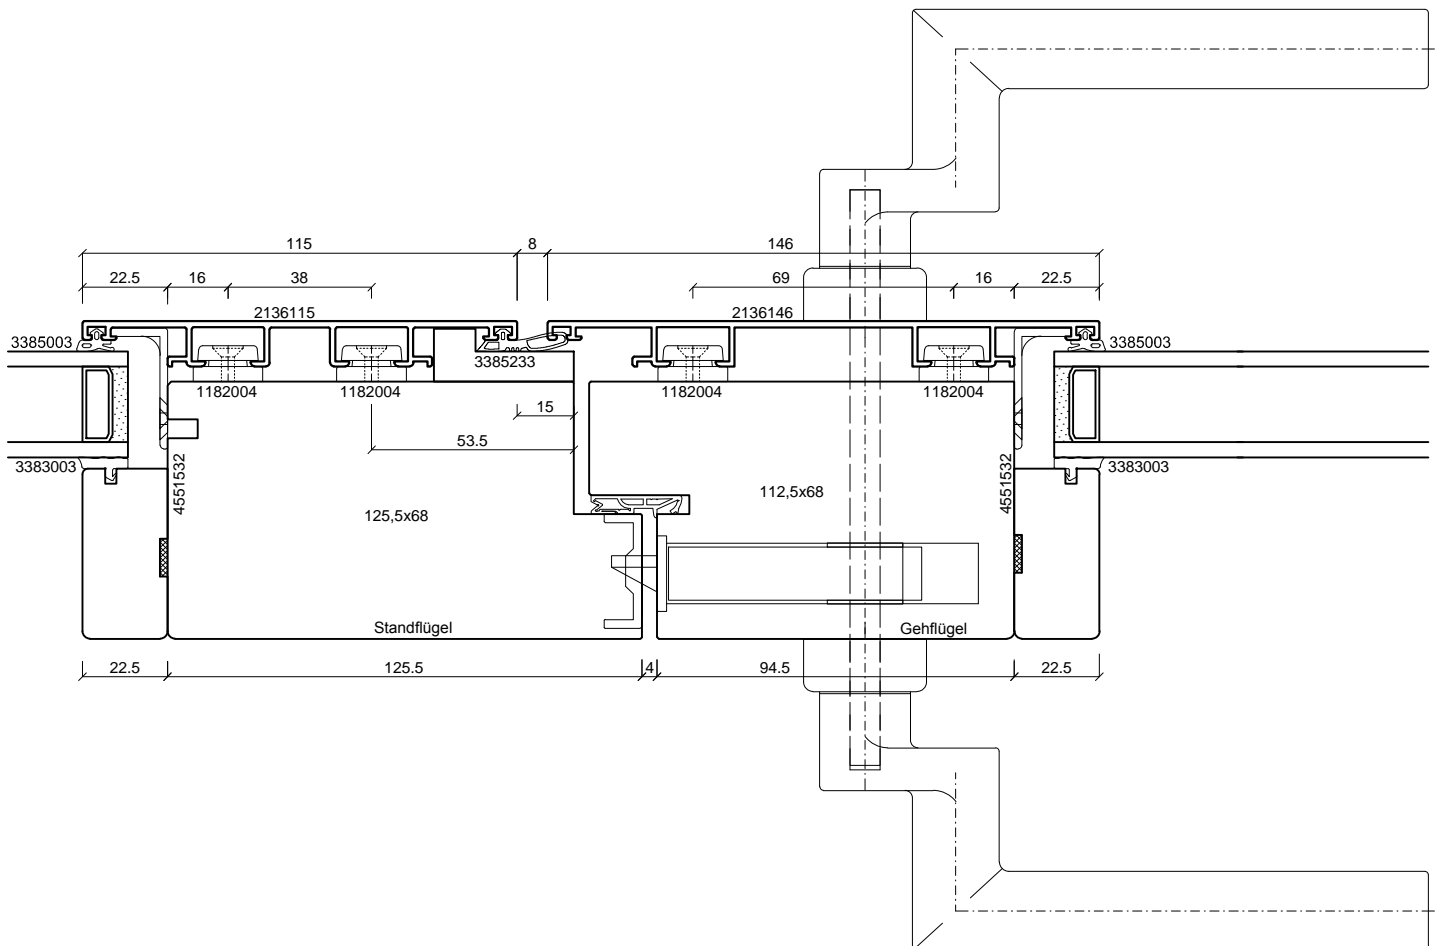 115 8 146
22.5 16 38 69 16 22.5
2136115 2136146
3385003 3385233 3385003
1182004 1182004 1182004 1182004
15
53.5
3383003 3383003
4551532 4551532
125,5x68 112,5x68
Standflügel Gehflügel
22.5 125.5 4 94.5 22.5